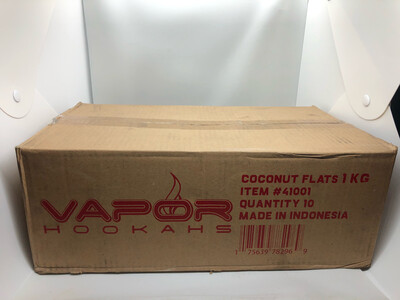 VAPOR
HOOKAHS
COCONUT FLATS 1 KG
ITEM #41001
QUANTITY 10
MADE IN INDONESIA